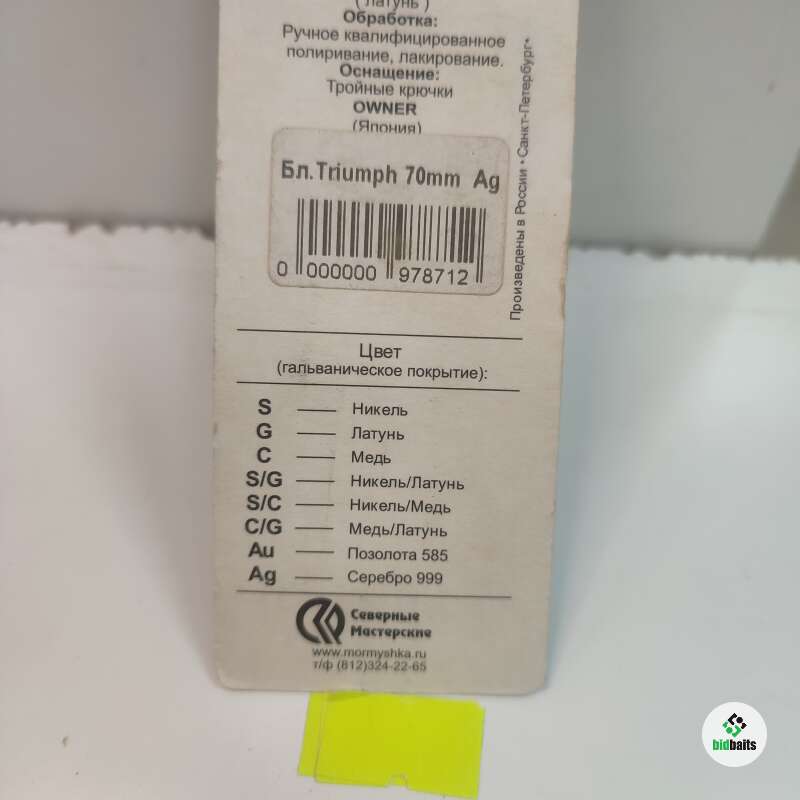 ( латунь )
Обработка:
Ручное квалифицированное
полиривание, лакирование.
Оснащение:
Тройные крючки
OWNER
(Япония)
Бл.Triumph 70mm Ag
0 000000 978712
Произведены в России • Санкт-Петербург•
Цвет
(гальваническое покрытие):
S — Никель
G — Латунь
C — Медь
S/G — Никель/Латунь
S/C — Никель/Медь
C/G — Медь/Латунь
Au — Позолота 585
Ag — Серебро 999
Северные
Мастерские
www.mormyshka.ru
т/ф (812)324-22-65
bidbaits